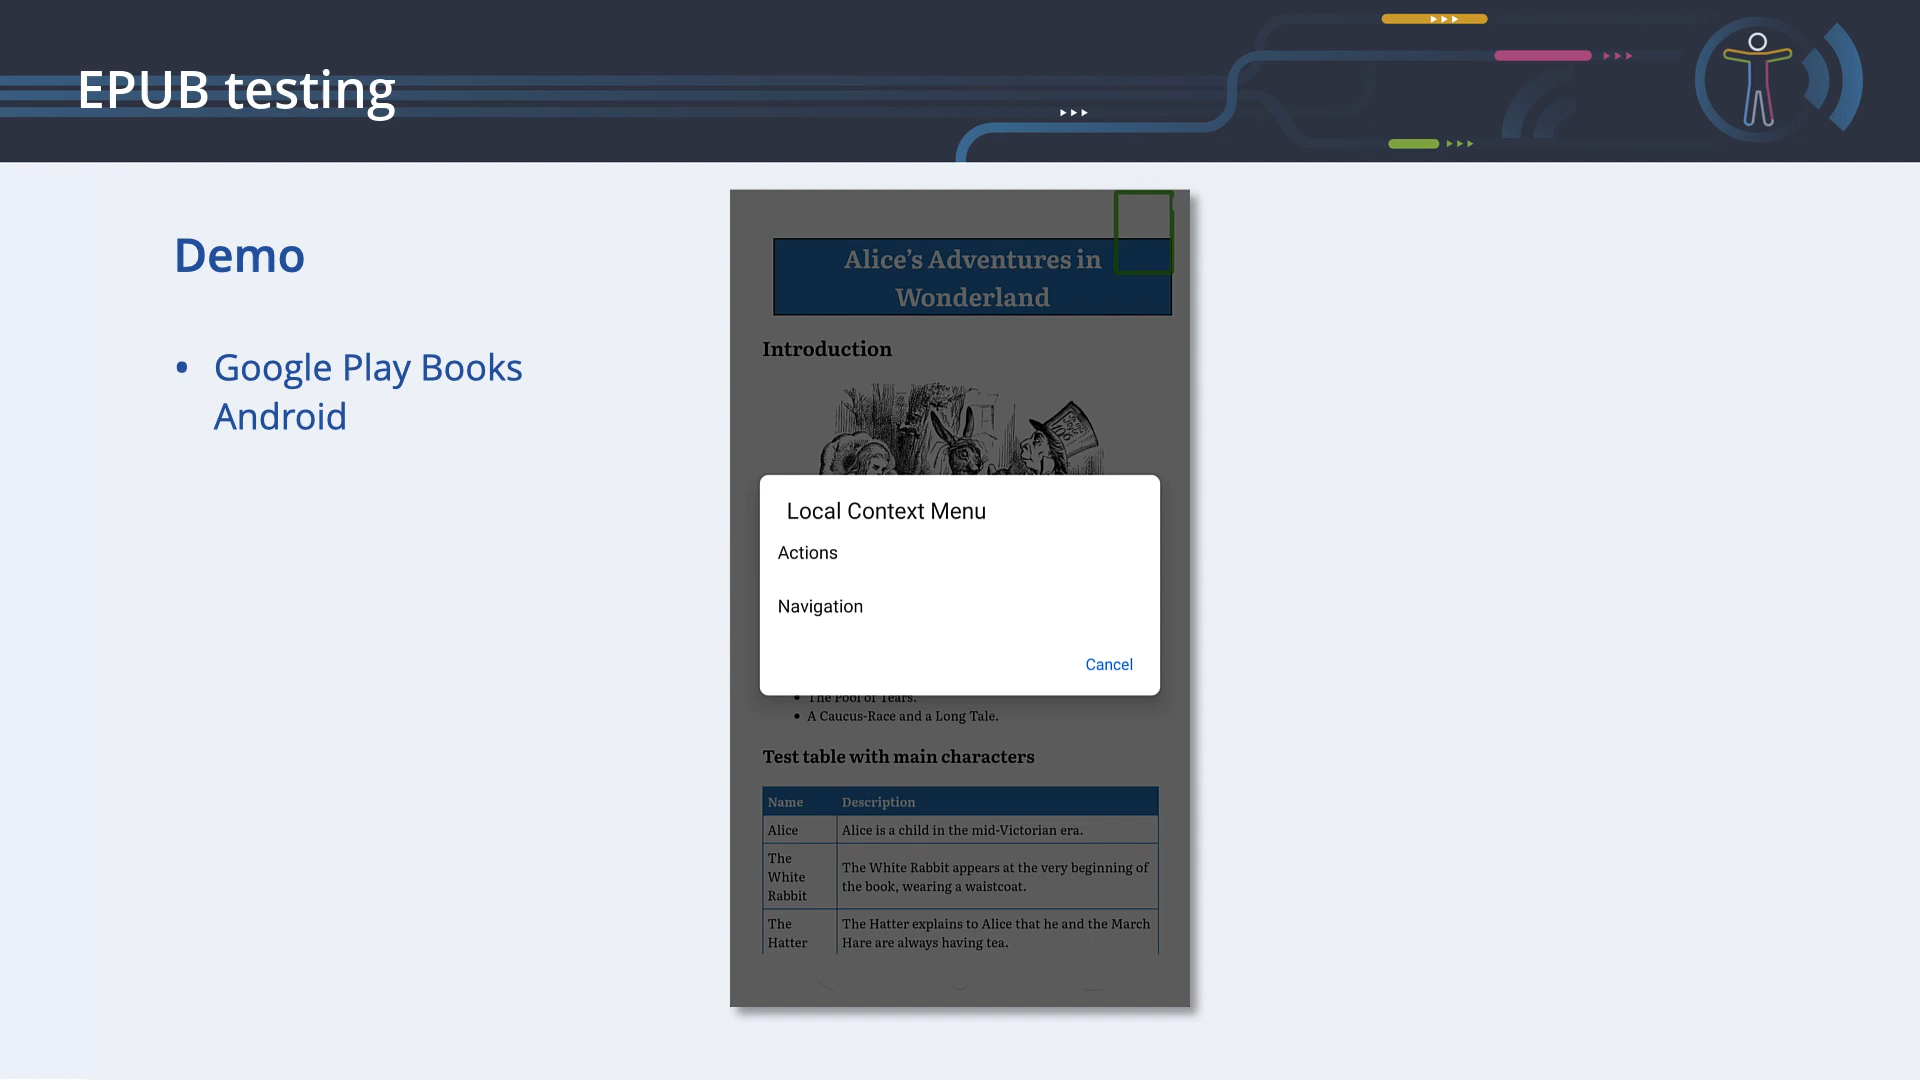 EPUB testing
Demo
• Google Play Books
Android
Alice’s Adventures in
Wonderland
Introduction
Local Context Menu
Actions
Navigation
Cancel
• The Pool of Tears.
• A Caucus-Race and a Long Tale.
Test table with main characters
Name Description
Alice Alice is a child in the mid-Victorian era.
The White Rabbit The White Rabbit appears at the very beginning of the book, wearing a waistcoat.
The Hatter The Hatter explains to Alice that he and the March Hare are always having tea.